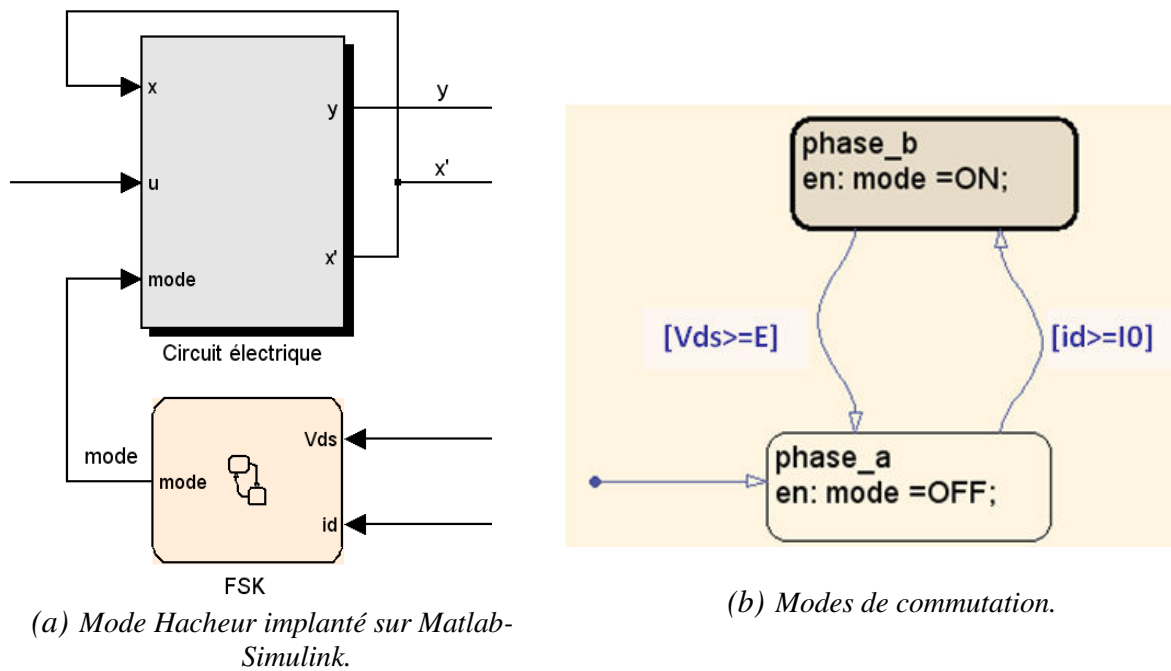 x
y
y
u
x'
x'
mode
Circuit électrique
mode
mode
Vds
id
FSK
(a) Mode Hacheur implanté sur Matlab-
Simulink.
phase_b
en: mode =ON;
[Vds>=E]
[id>=I0]
phase_a
en: mode =OFF;
(b) Modes de commutation.